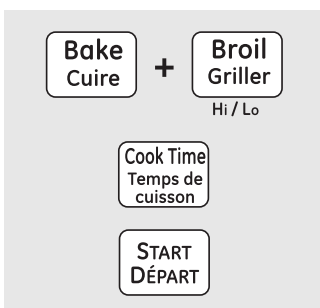 Bake + Broil
Cuire Griller
Hi / Lo
Cook Time
Temps de
cuisson
START
DÉPART